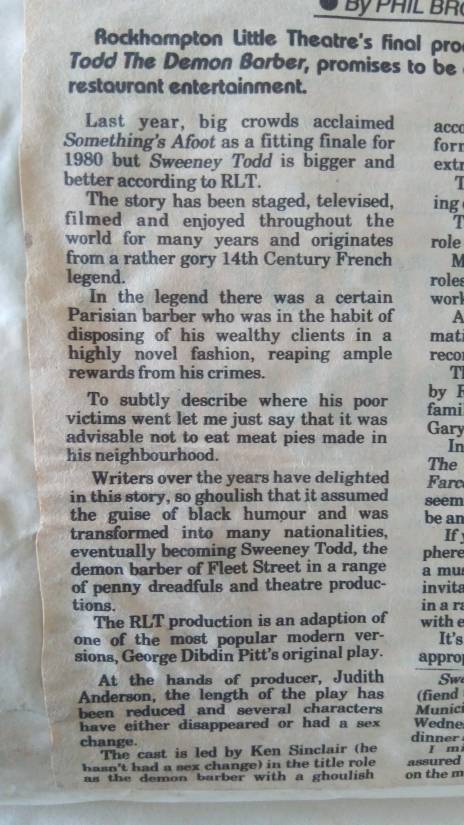 ● By PHIL BRO
Rockhampton Little Theatre's final pro
Todd The Demon Barber, promises to be
restaurant entertainment.
Last year, big crowds acclaimed
Something's Afoot as a fitting finale for
1980 but Sweeney Todd is bigger and
better according to RLT.
The story has been staged, televised,
filmed and enjoyed throughout the
world for many years and originates
from a rather gory 14th Century French
legend.
In the legend there was a certain
Parisian barber who was in the habit of
disposing of his wealthy clients in a
highly novel fashion, reaping ample
rewards from his crimes.
To subtly describe where his poor
victims went let me just say that it was
advisable not to eat meat pies made in
his neighbourhood.
Writers over the years have delighted
in this story, so ghoulish that it assumed
the guise of black humour and was
transformed into many nationalities,
eventually becoming Sweeney Todd, the
demon barber of Fleet Street in a range
of penny dreadfuls and theatre produc-
tions.
The RLT production is an adaption of
one of the most popular modern ver-
sions, George Dibdin Pitt's original play.
At the hands of producer, Judith
Anderson, the length of the play has
been reduced and several characters
have either disappeared or had a sex
change.
The cast is led by Ken Sinclair (he
hasn't had a sex change) in the title role
as the demon barber with a ghoulish
acco
form
extr
T
ing
T
role
M
roles
work
A
mati
reco
Th
by R
fami
Gary
In
The
Farc
seem
be an
If y
phere
a mus
invita
in a ra
with e
It's
approp
Swe
(fiend
Munici
Wedne
dinner
I mi
assured
on the m